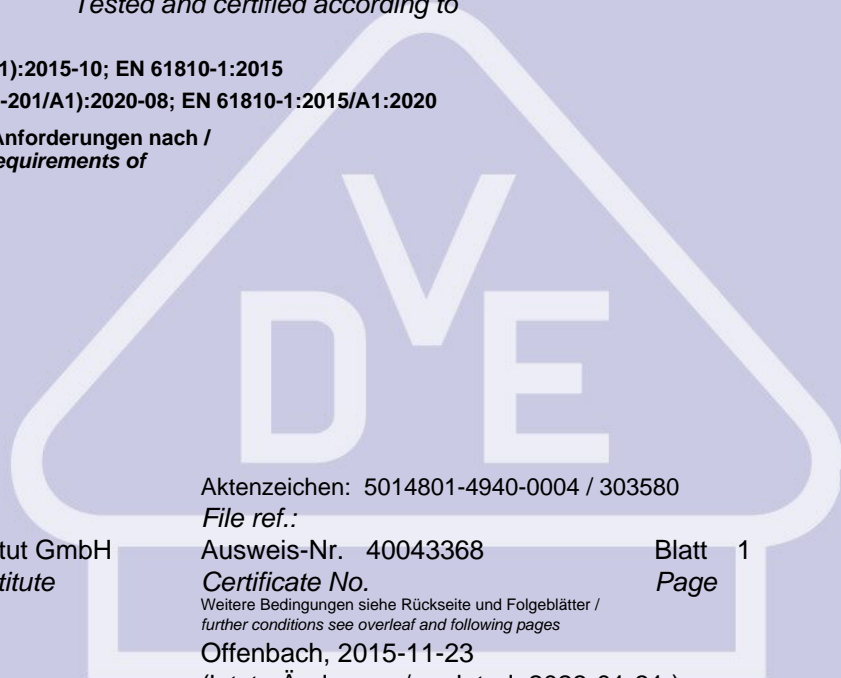 Tested and certified according to
1):2015-10; EN 61810-1:2015
-201/A1):2020-08; EN 61810-1:2015/A1:2020
Anforderungen nach /
equirements of
DVE
Aktenzeichen: 5014801-4940-0004 / 303580
File ref.:
tut GmbH Ausweis-Nr. 40043368 Blatt 1
titute Certificate No. Page
Weitere Bedingungen siehe Rückseite und Folgeblätter /
further conditions see overleaf and following pages
Offenbach, 2015-11-23